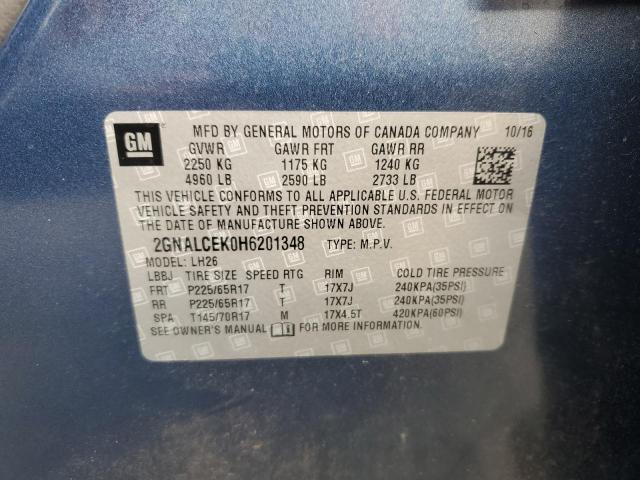 GM
MFD BY GENERAL MOTORS OF CANADA COMPANY 10/16
GVWR GAWR FRT GAWR RR
2250 KG 1175 KG 1240 KG
4960 LB 2590 LB 2733 LB
THIS VEHICLE CONFORMS TO ALL APPLICABLE U.S. FEDERAL MOTOR
VEHICLE SAFETY AND THEFT PREVENTION STANDARDS IN EFFECT ON
THE DATE OF MANUFACTURE SHOWN ABOVE.
2GNALCEK0H6201348 TYPE: M.P.V.
MODEL: LH26
LBBJ TIRE SIZE SPEED RTG RIM COLD TIRE PRESSURE
FRT P225/65R17 T 17X7J 240KPA(35PSI)
RR P225/65R17 T 17X7J 240KPA(35PSI)
SPA T145/70R17 M 17X4.5T 420KPA(60PSI)
SEE OWNER'S MANUAL FOR MORE INFORMATION.